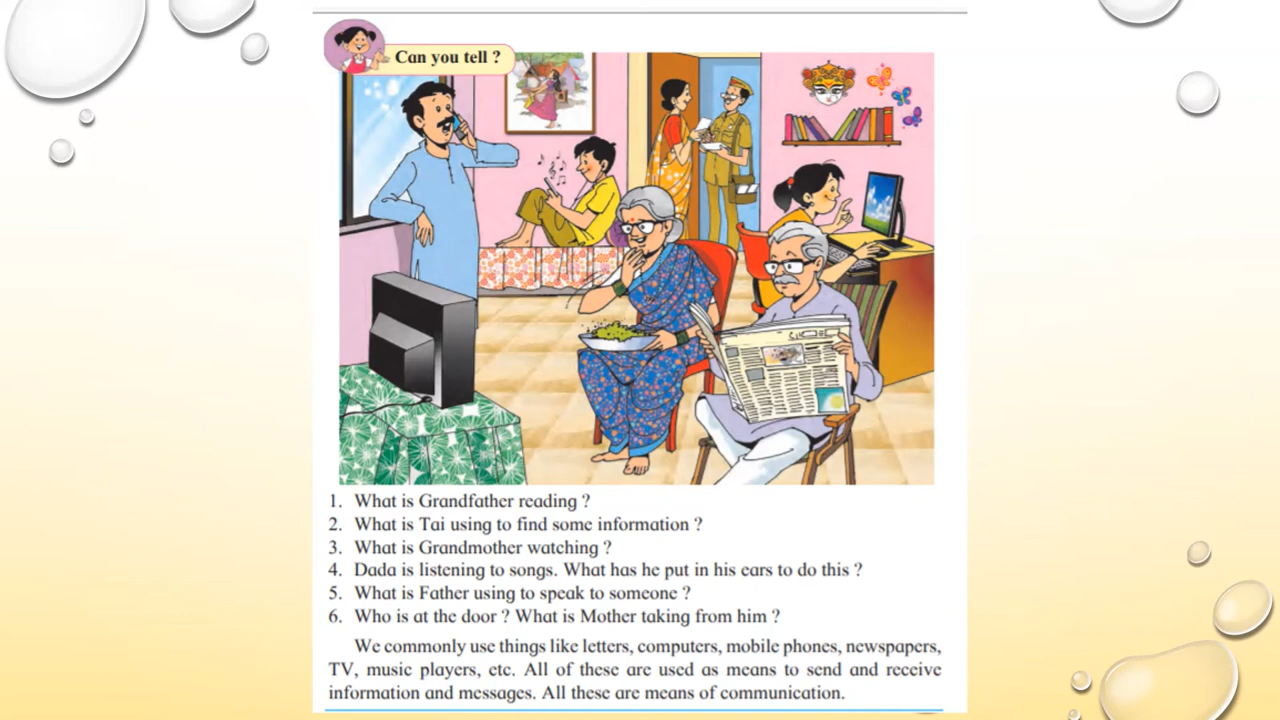 Can you tell ?
1. What is Grandfather reading ?
2. What is Tai using to find some information ?
3. What is Grandmother watching ?
4. Dada is listening to songs. What has he put in his ears to do this ?
5. What is Father using to speak to someone ?
6. Who is at the door ? What is Mother taking from him ?
We commonly use things like letters, computers, mobile phones, newspapers,
TV, music players, etc. All of these are used as means to send and receive
information and messages. All these are means of communication.